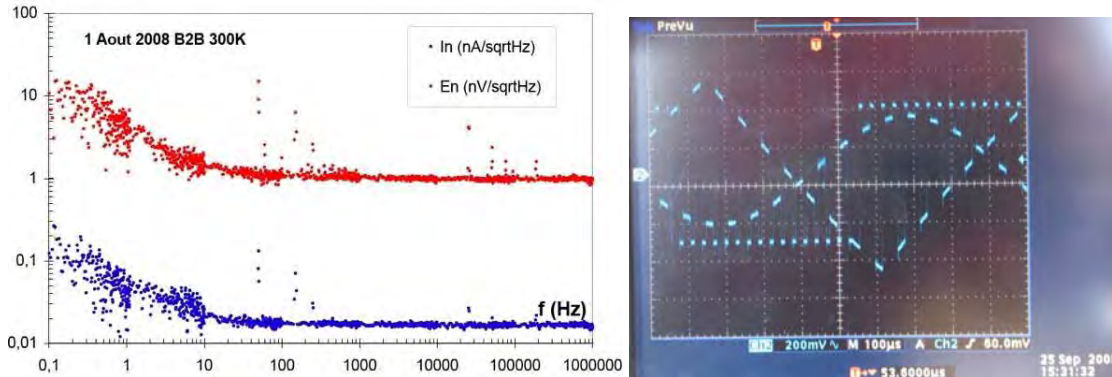 100
10
1
0,1
0,01
1 Aout 2008 B2B 300K
In (nA/sqrtHz)
En (nV/sqrtHz)
f (Hz)
0,1 1 10 100 1000 10000 100000 1000000
PreVu
Ch2 200mV M 100µs A Ch2 60.0mV
53.6000µs
25 Sep 200
15:31:32